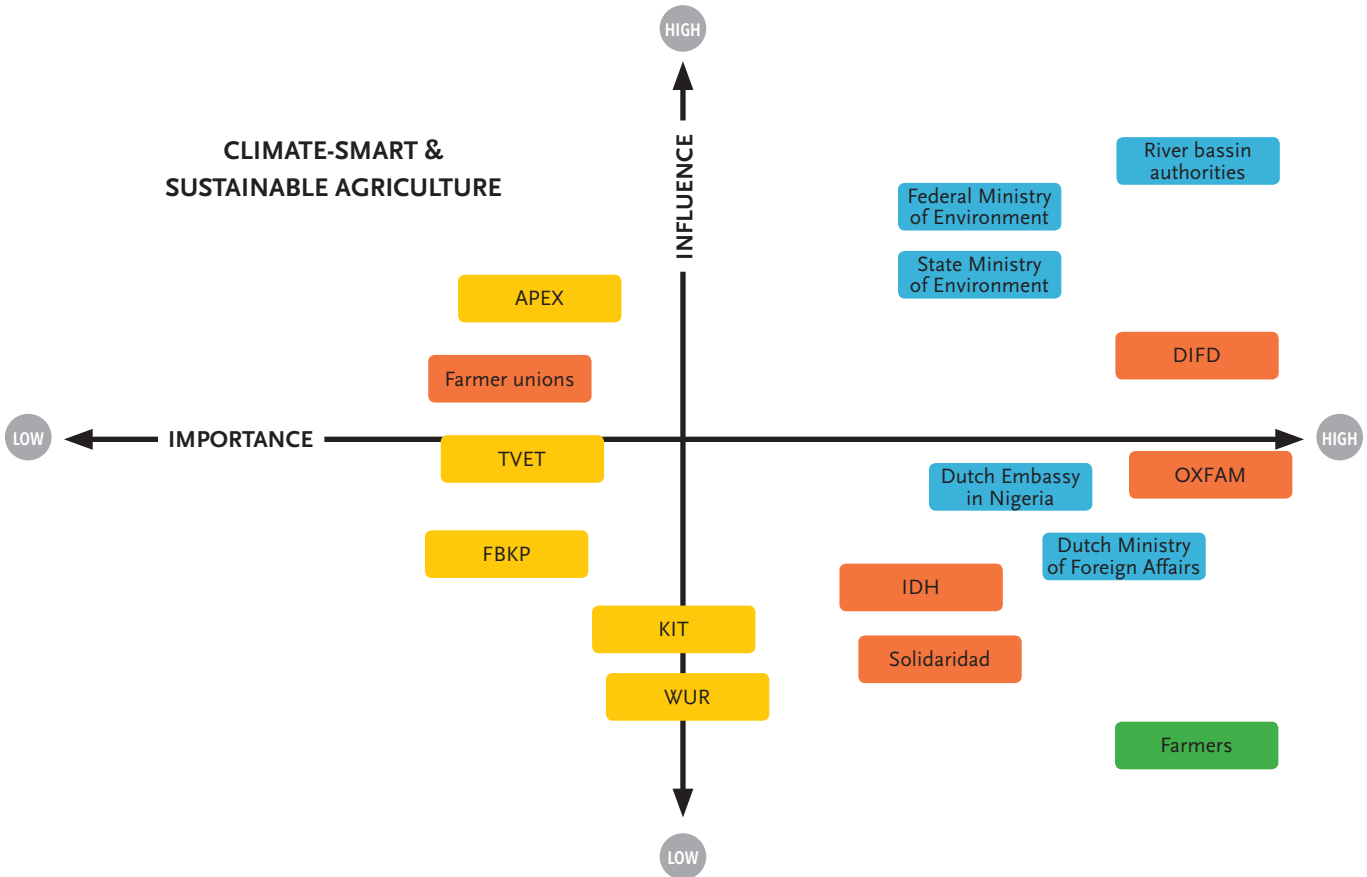 HIGH
CLIMATE-SMART &
SUSTAINABLE AGRICULTURE
INFLUENCE
River bassin
authorities
Federal Ministry
of Environment
State Ministry
of Environment
APEX
DIFD
Farmer unions
LOW
IMPORTANCE
HIGH
TVET
OXFAM
Dutch Embassy
in Nigeria
FBKP
Dutch Ministry
of Foreign Affairs
IDH
KIT
Solidaridad
WUR
Farmers
LOW